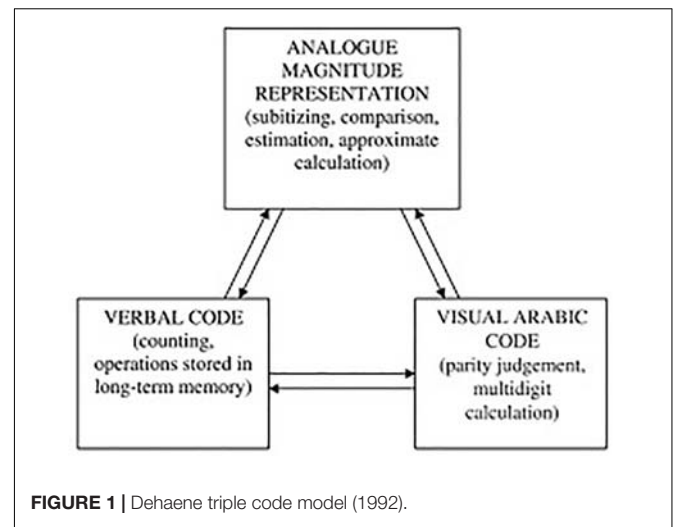 ANALOGUE
MAGNITUDE
REPRESENTATION
(subitizing, comparison,
estimation, approximate
calculation)
VERBAL CODE
(counting,
operations stored in
long-term memory)
VISUAL ARABIC
CODE
(parity judgement,
multidigit
calculation)
FIGURE 1 | Dehaene triple code model (1992).